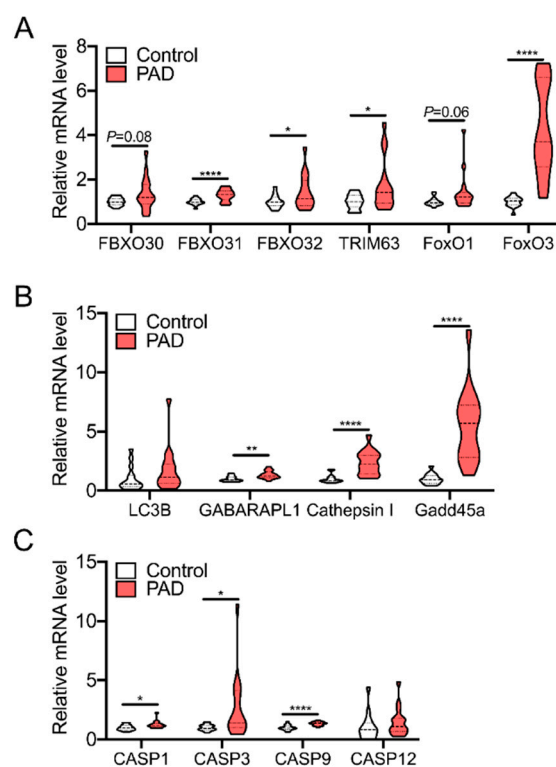 A
Relative mRNA level
8
6
4
2
0
Control
PAD
P=0.08
****
*
*
P=0.06
****
FBXO30 FBXO31 FBXO32 TRIM63 FoxO1 FoxO3
B
Relative mRNA level
15
10
5
0
Control
PAD
**
****
****
LC3B GABARAPL1 Cathepsin l Gadd45a
C
Relative mRNA level
15
10
5
0
Control
PAD
*
*
****
CASP1 CASP3 CASP9 CASP12